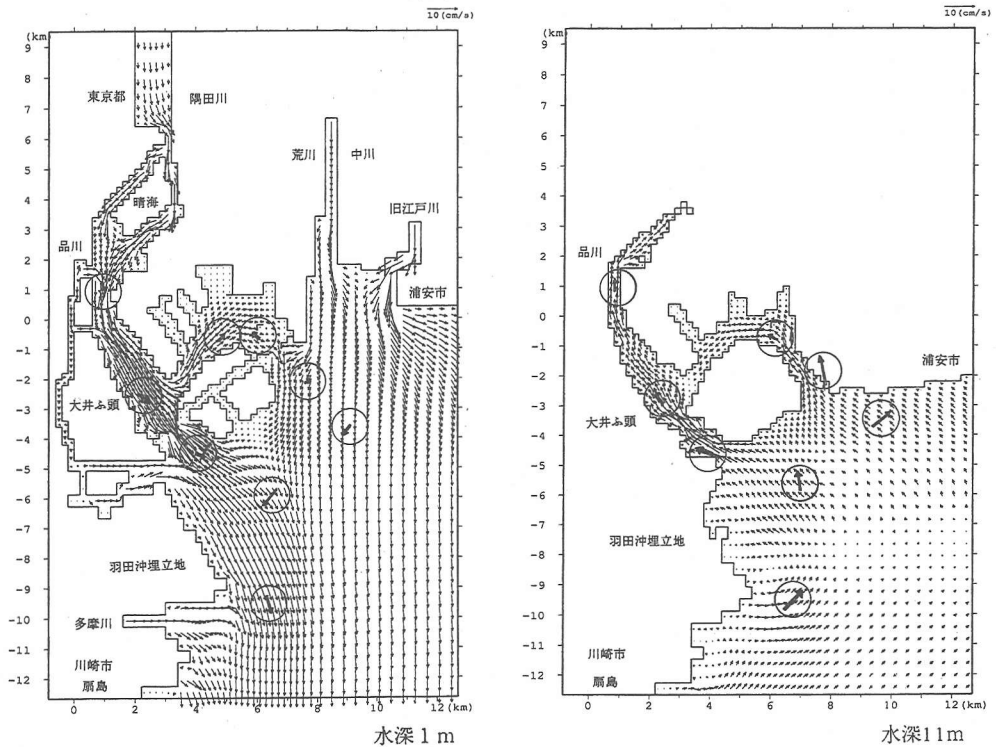 10(cm/s)
(km
9
8
7
6
5
4
3
2
1
0
-1
-2
-3
-4
-5
-6
-7
-8
-9
-10
-11
-12
東京都
隅田川
荒川
中川
晴海
旧江戸川
品川
浦安市
大井ふ頭
羽田沖埋立地
多摩川
川崎市
扇島
0 2 4 6 8 10 12(km)
水深1m
10(cm/s)
(km
9
8
7
6
5
4
3
2
1
0
-1
-2
-3
-4
-5
-6
-7
-8
-9
-10
-11
-12
品川
浦安市
大井ふ頭
羽田沖埋立地
川崎市
扇島
0 2 4 6 8 10 12(km)
水深11m